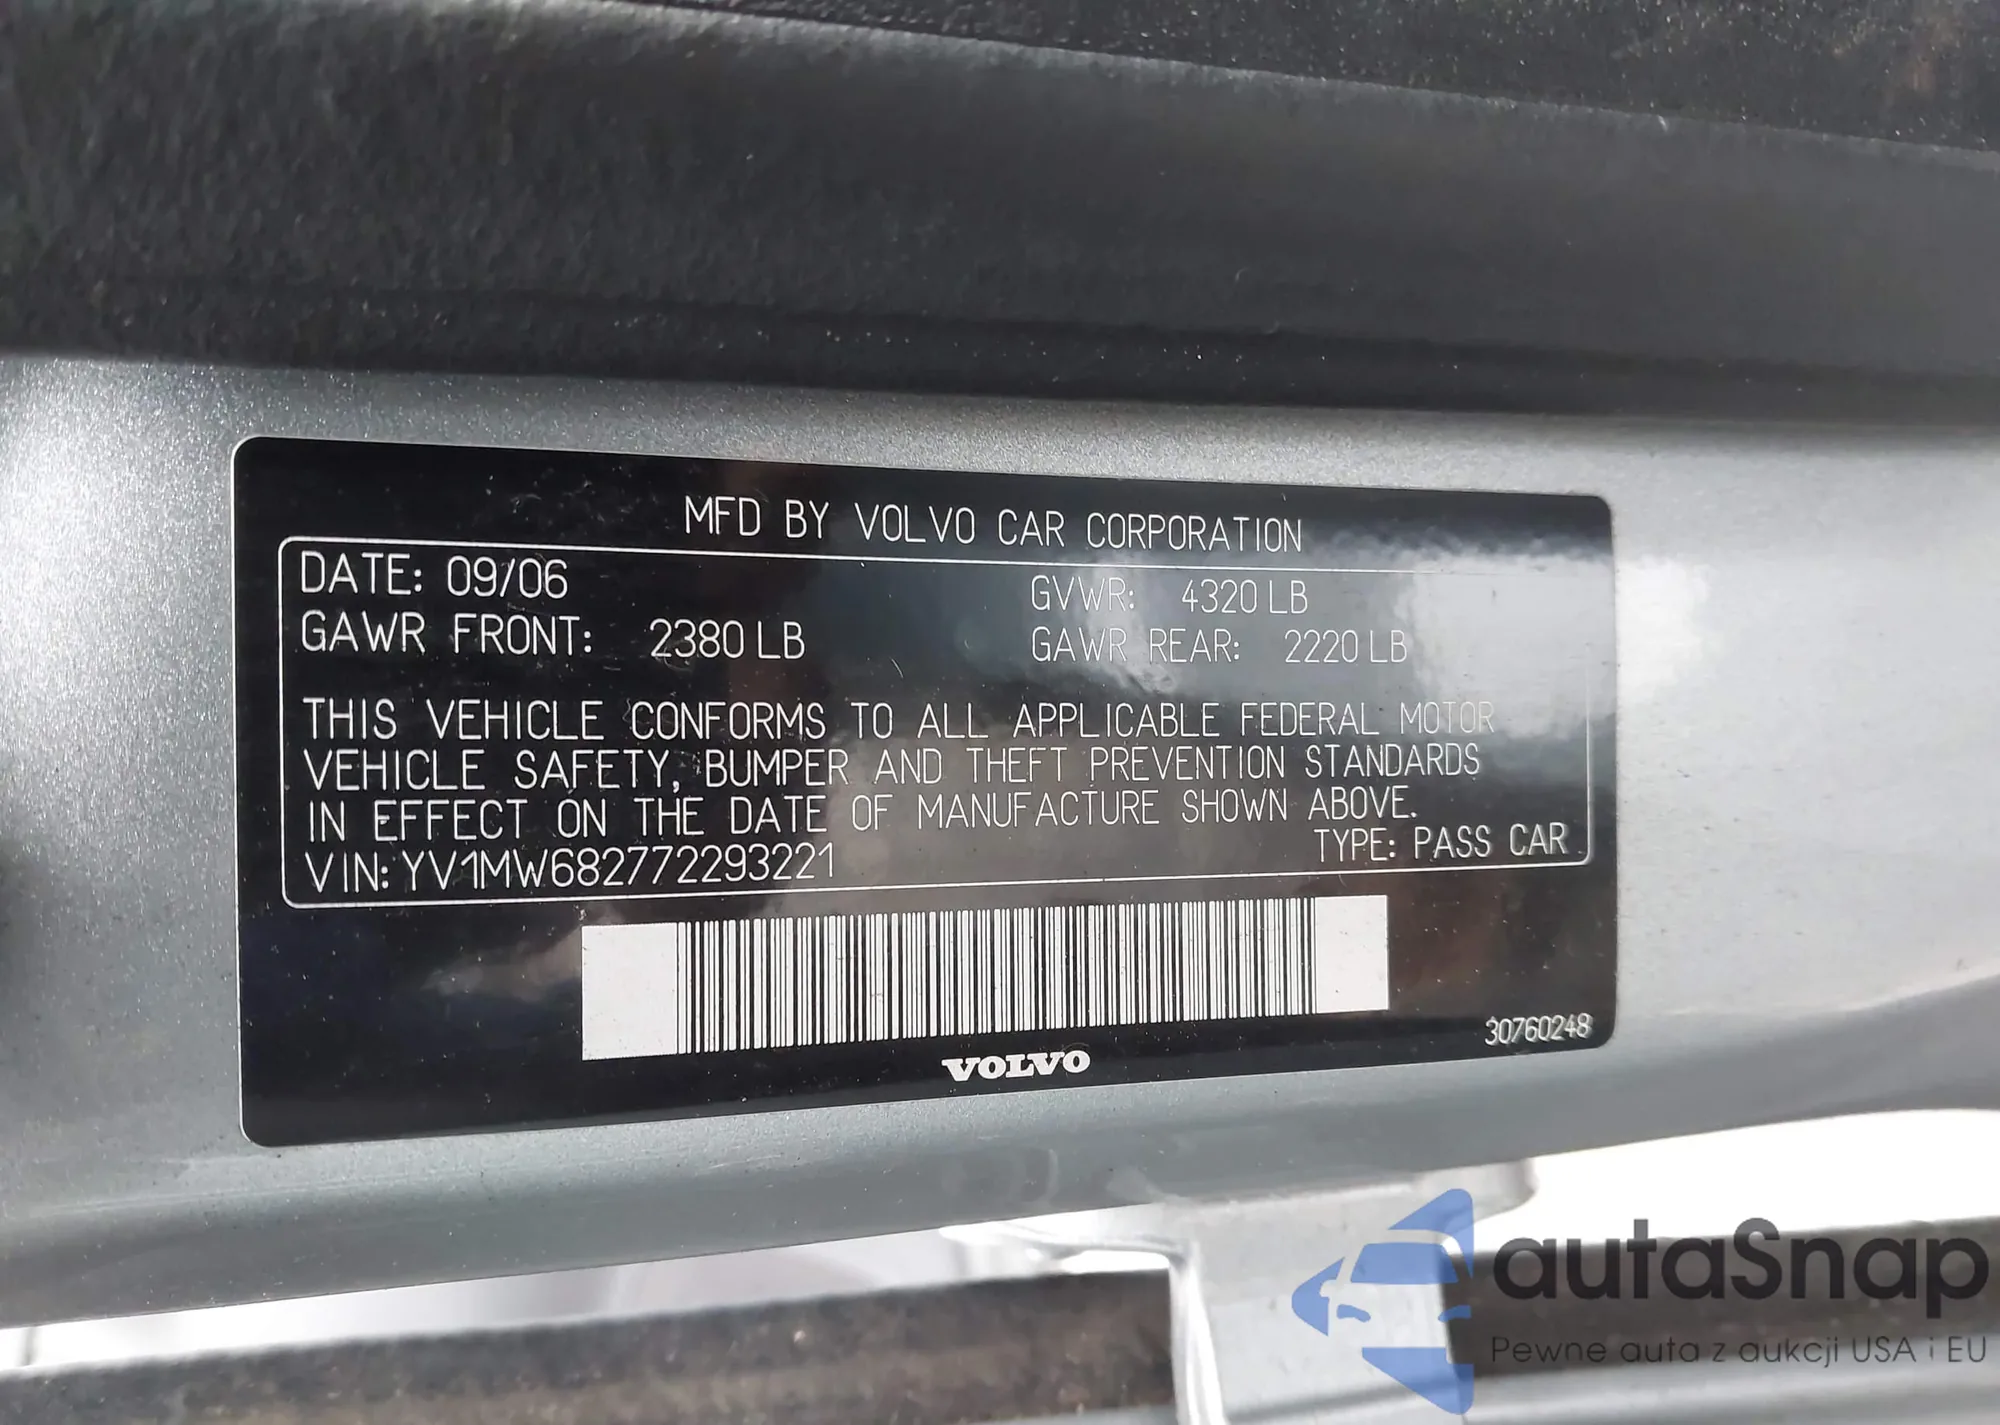 MFD BY VOLVO CAR CORPORATION
DATE: 09/06 GVWR: 4320 LB
GAWR FRONT: 2380 LB GAWR REAR: 2220 LB
THIS VEHICLE CONFORMS TO ALL APPLICABLE FEDERAL MOTOR
VEHICLE SAFETY, BUMPER AND THEFT PREVENTION STANDARDS
IN EFFECT ON THE DATE OF MANUFACTURE SHOWN ABOVE.
VIN: YV1MW682772293221 TYPE: PASS CAR
30760248
VOLVO
autaSnap
Pewne auta z aukcji USA i EU